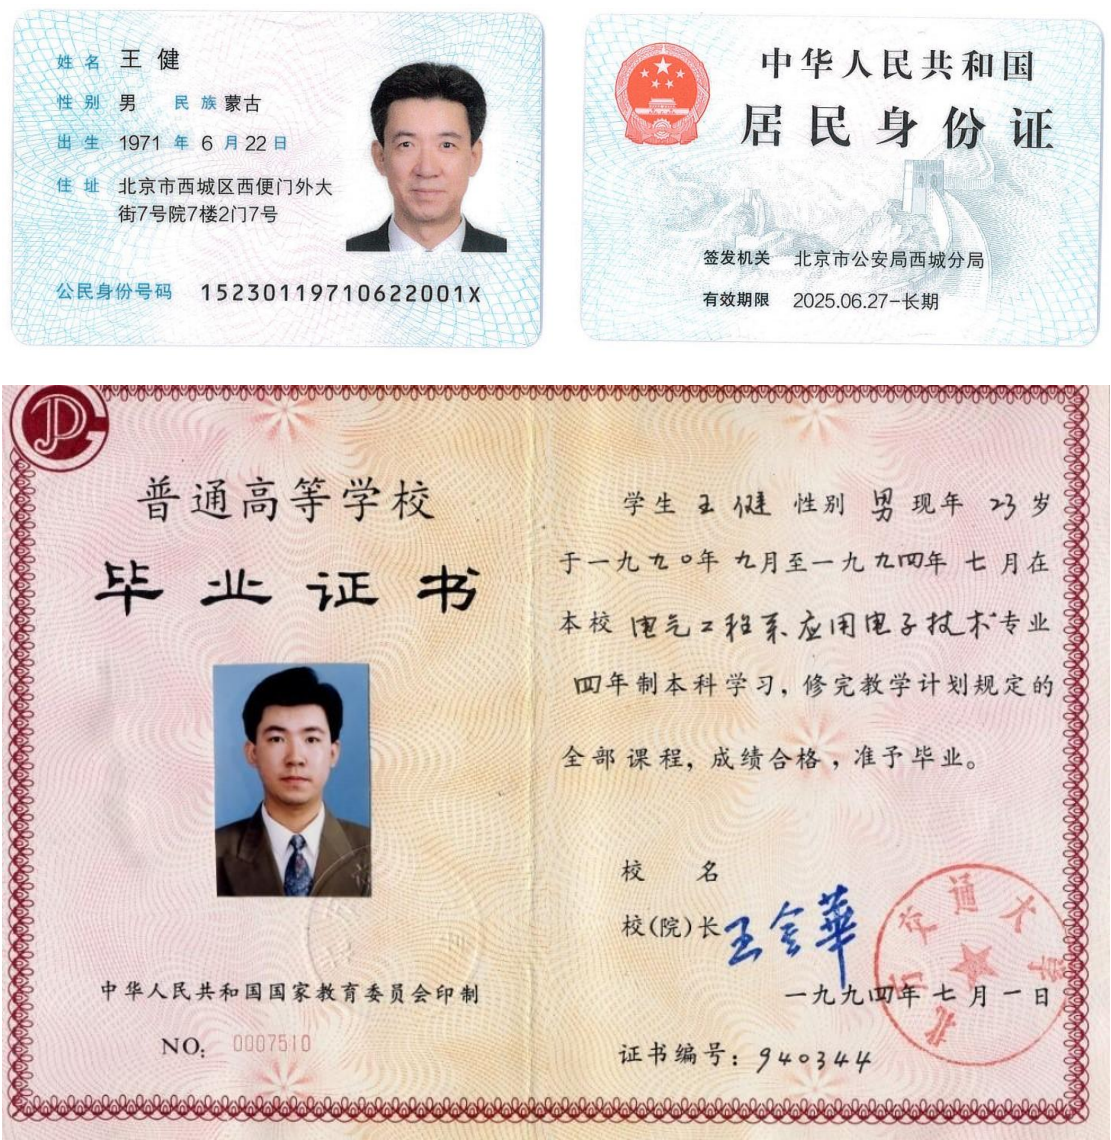 姓名 王健
性别 男 民族 蒙古
出生 1971 年 6 月 22 日
住址 北京市西城区西便门外大
街7号院7楼2门7号
公民身份号码 15230119710622001X
中华人民共和国
居民身份证
签发机关 北京市公安局西城分局
有效期限 2025.06.27-长期
普通高等学校
毕业证书
中华人民共和国国家教育委员会印制
NO: 0007510
学生 王健 性别 男 现年 23 岁
于一九九〇年九月至一九九四年七月在
本校 电气工程系应用电子技术专业
四年制本科学习，修完教学计划规定的
全部课程，成绩合格，准予毕业。
校 名
校(院)长 王金華
北方交通大学
一九九四年七月一日
证书编号：940344